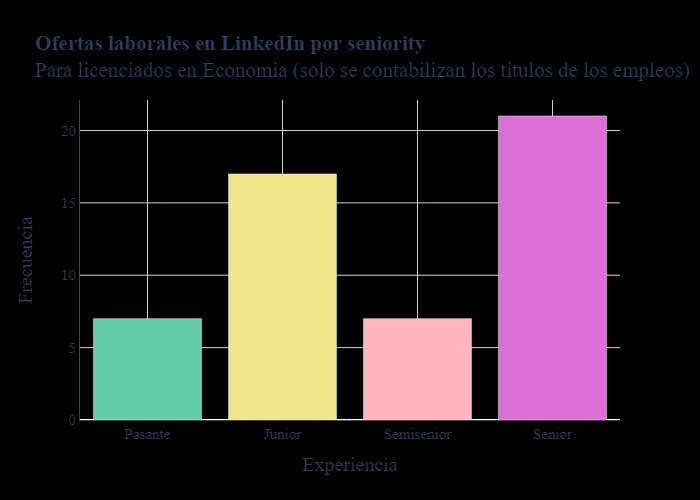 Ofertas laborales en LinkedIn por seniority
Para licenciados en Economia (solo se contabilizan los titulos de los empleos)
Frecuencia
20
15
10
5
0
Pasante
Junior
Semisenior
Senior
Experiencia